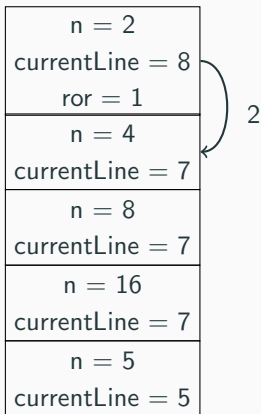 n = 2
currentLine = 8
ror = 1
2
n = 4
currentLine = 7
n = 8
currentLine = 7
n = 16
currentLine = 7
n = 5
currentLine = 5